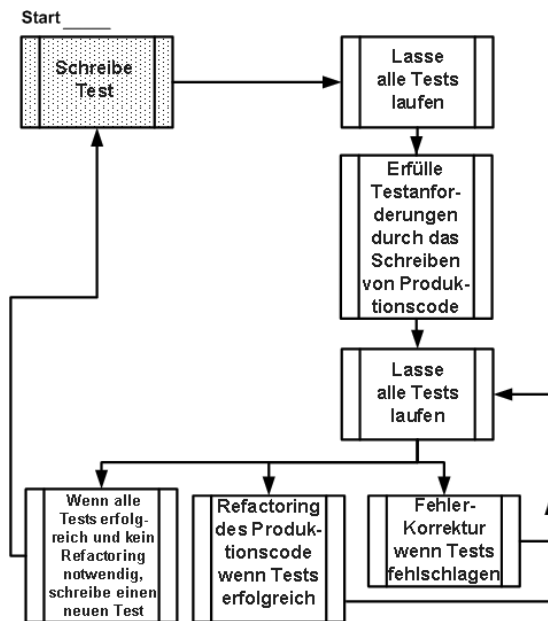 Start_____
Schreibe
Test
Lasse
alle Tests
laufen
Erfülle
Testanfor-
derungen
durch das
Schreiben
von Produk-
tionscode
Lasse
alle Tests
laufen
Wenn alle
Tests erfolg-
reich und kein
Refactoring
notwendig,
schreibe einen
neuen Test
Refactoring
des Produk-
tionscode
wenn Tests
erfolgreich
Fehler-
Korrektur
wenn Tests
fehlschlagen